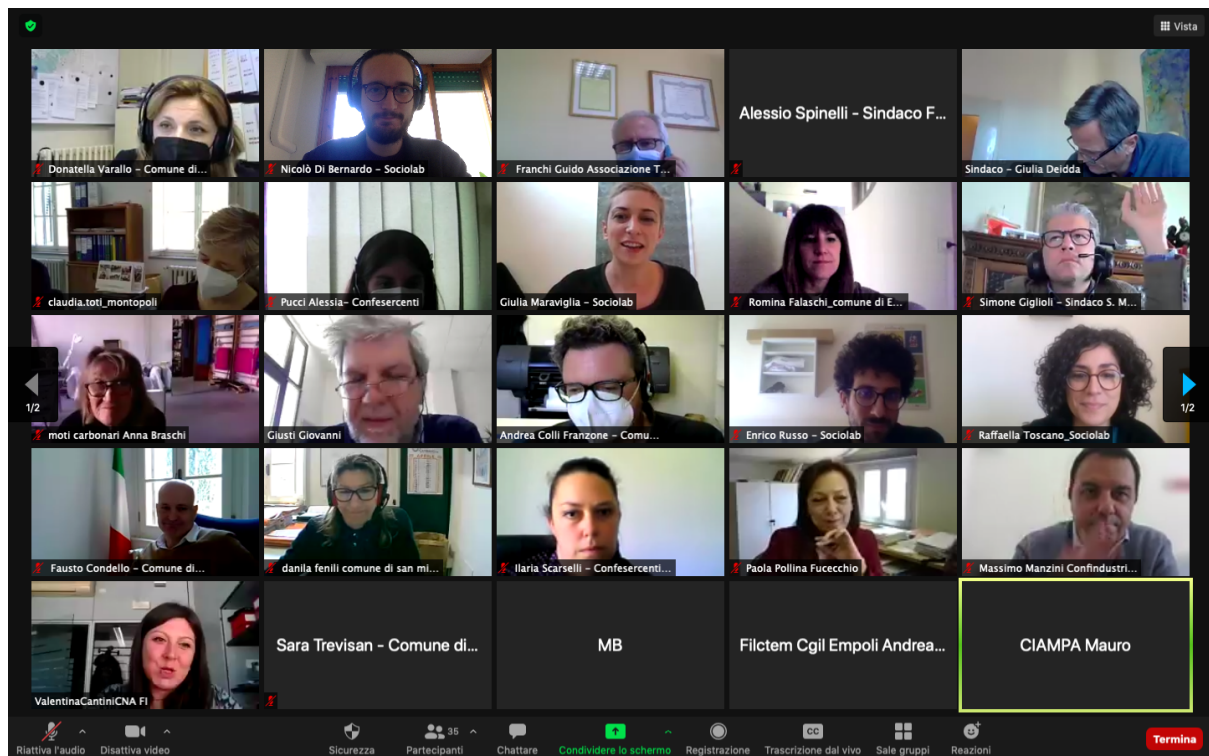 Vista
Donatella Varallo – Comune di...
Nicolò Di Bernardo – Sociolab
Franchi Guido Associazione T...
Alessio Spinelli – Sindaco F...
Sindaco – Giulia Deidda
claudia.toti_montopoli
Pucci Alessia– Confesercenti
Giulia Maraviglia – Sociolab
Romina Falaschi_comune di E...
Simone Giglioli – Sindaco S. M...
1/2
moti carbonari Anna Braschi
Giusti Giovanni
Andrea Colli Franzone – Comu...
Enrico Russo – Sociolab
Raffaella Toscano_Sociolab
1/2
Fausto Condello – Comune di...
danila fenili comune di san mi...
Ilaria Scarselli – Confesercenti...
Paola Pollina Fucecchio
Massimo Manzini Confindustri...
ValentinaCantiniCNA FI
Sara Trevisan – Comune di...
MB
Filctem Cgil Empoli Andrea...
CIAMPA Mauro
Riattiva l'audio
Disattiva video
Sicurezza
35
Partecipanti
Chattare
Condividere lo schermo
Registrazione
CC
Trascrizione dal vivo
Sale gruppi
Reazioni
Termina